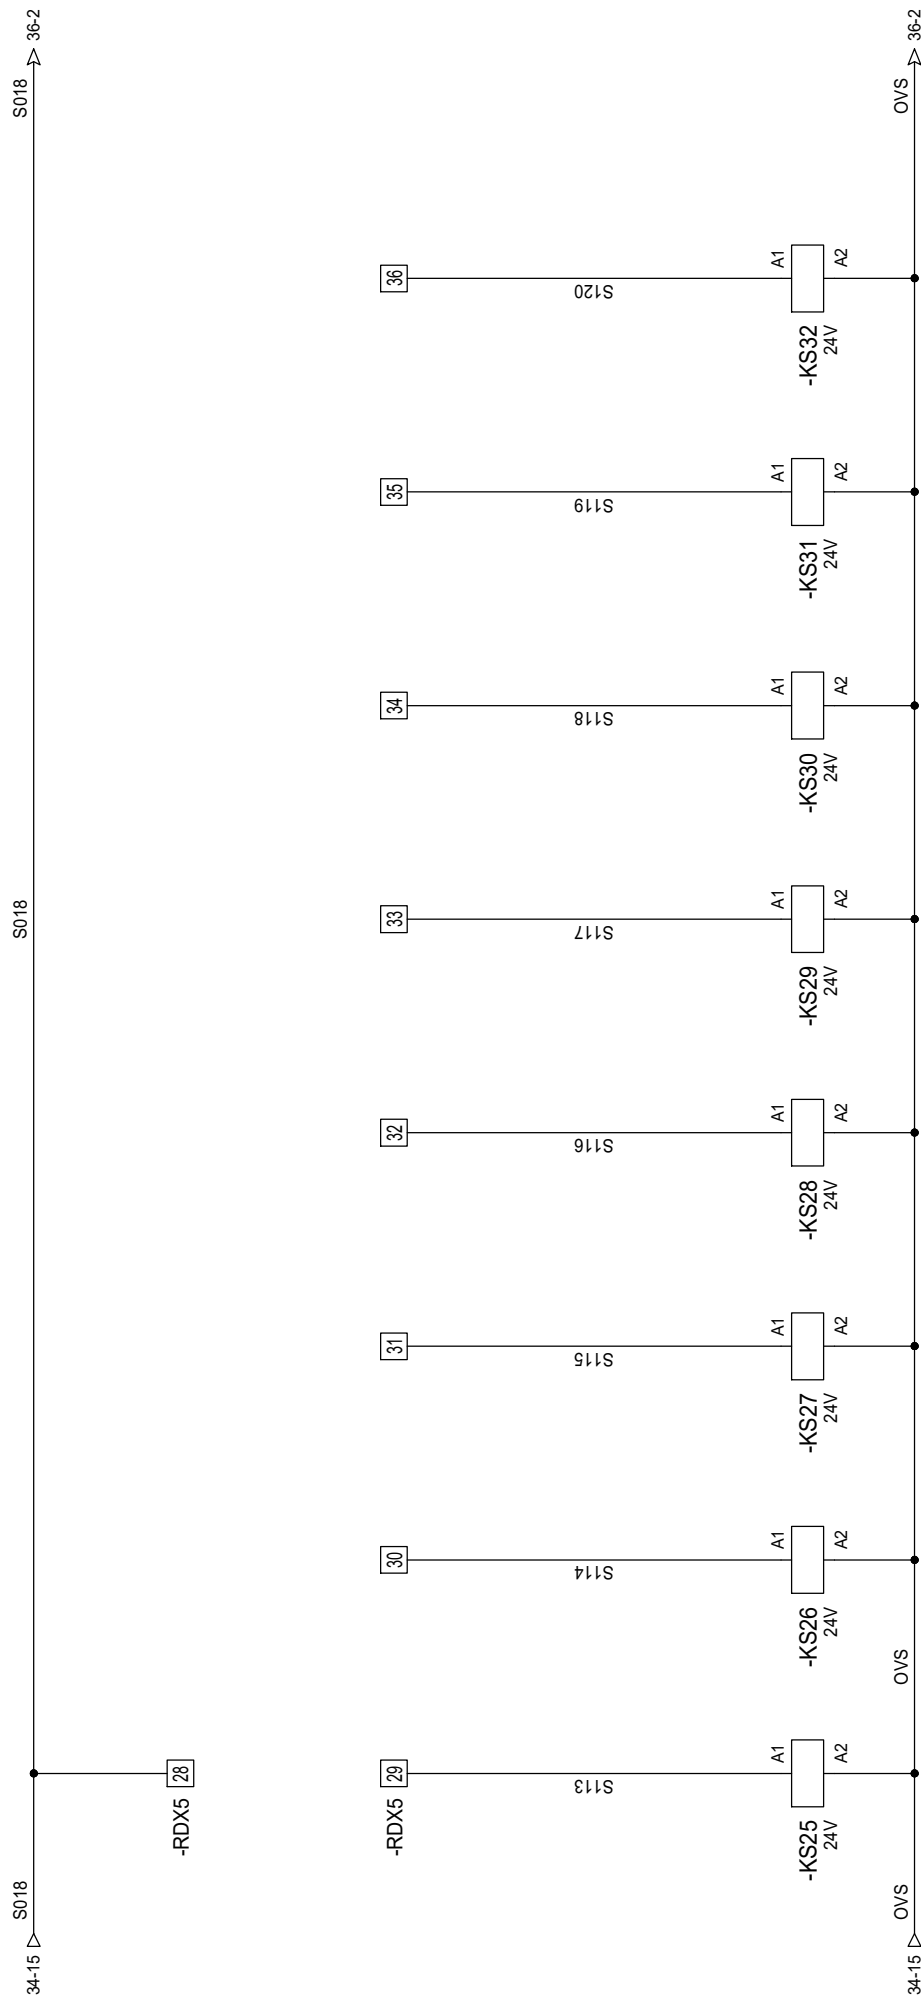 34-15 S018 S018 S018 36-2
-RDX5 28
-RDX5 29 30 31 32 33 34 35 36
S113 S114 S115 S116 S117 S118 S119 S120
A1 A1 A1 A1 A1 A1 A1 A1
-KS25 -KS26 -KS27 -KS28 -KS29 -KS30 -KS31 -KS32
24V 24V 24V 24V 24V 24V 24V 24V
A2 A2 A2 A2 A2 A2 A2 A2
34-15 OVS OVS OVS 36-2